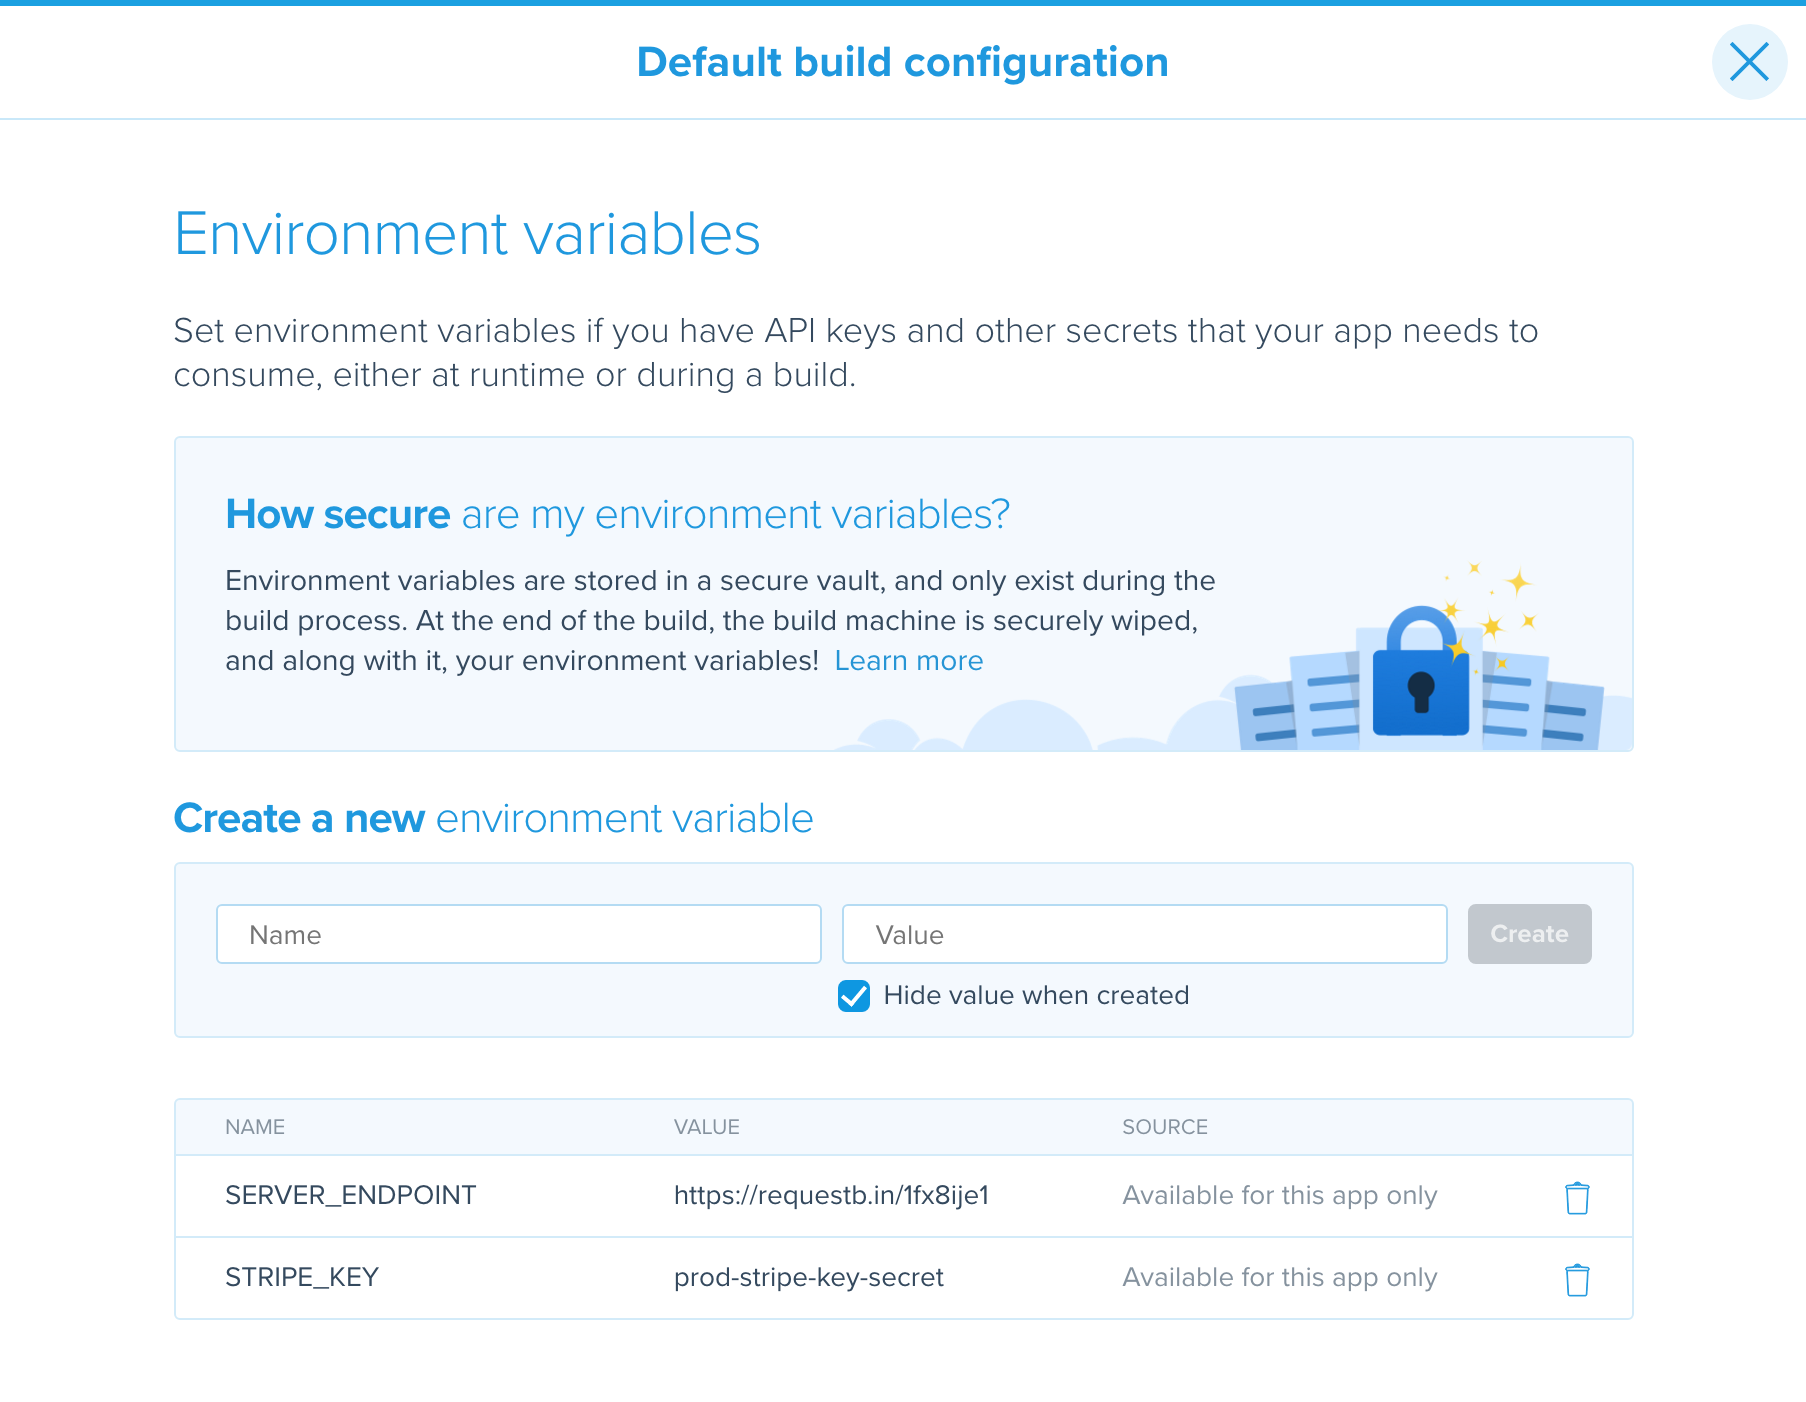 Default build configuration
Environment variables
Set environment variables if you have API keys and other secrets that your app needs to
consume, either at runtime or during a build.
How secure are my environment variables?
Environment variables are stored in a secure vault, and only exist during the
build process. At the end of the build, the build machine is securely wiped,
and along with it, your environment variables! Learn more
Create a new environment variable
Name Value Create
Hide value when created
NAME VALUE SOURCE
SERVER_ENDPOINT https://requestb.in/1fx8ije1 Available for this app only
STRIPE_KEY prod-stripe-key-secret Available for this app only